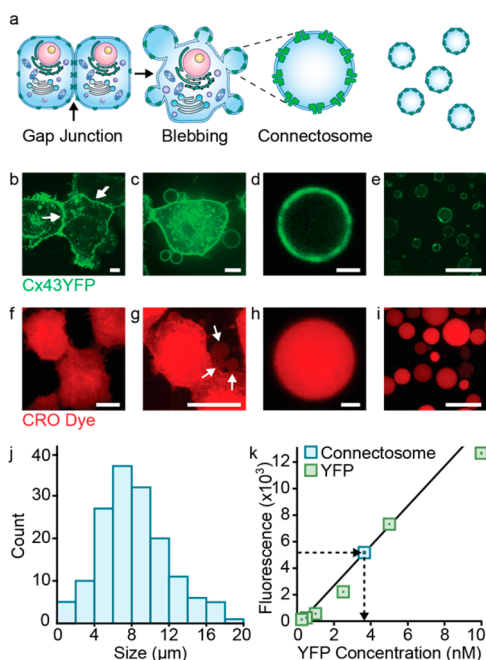 a
Gap Junction
Blebbing
Connectosome
b
c
d
e
Cx43YFP
f
g
h
i
CRO Dye
j
Count
40
30
20
10
0
0
4
8
12
16
20
Size (µm)
k
Connectosome
YFP
Fluorescence (x10³)
12
10
8
6
4
2
0
0
2
4
6
8
10
YFP Concentration (nM)